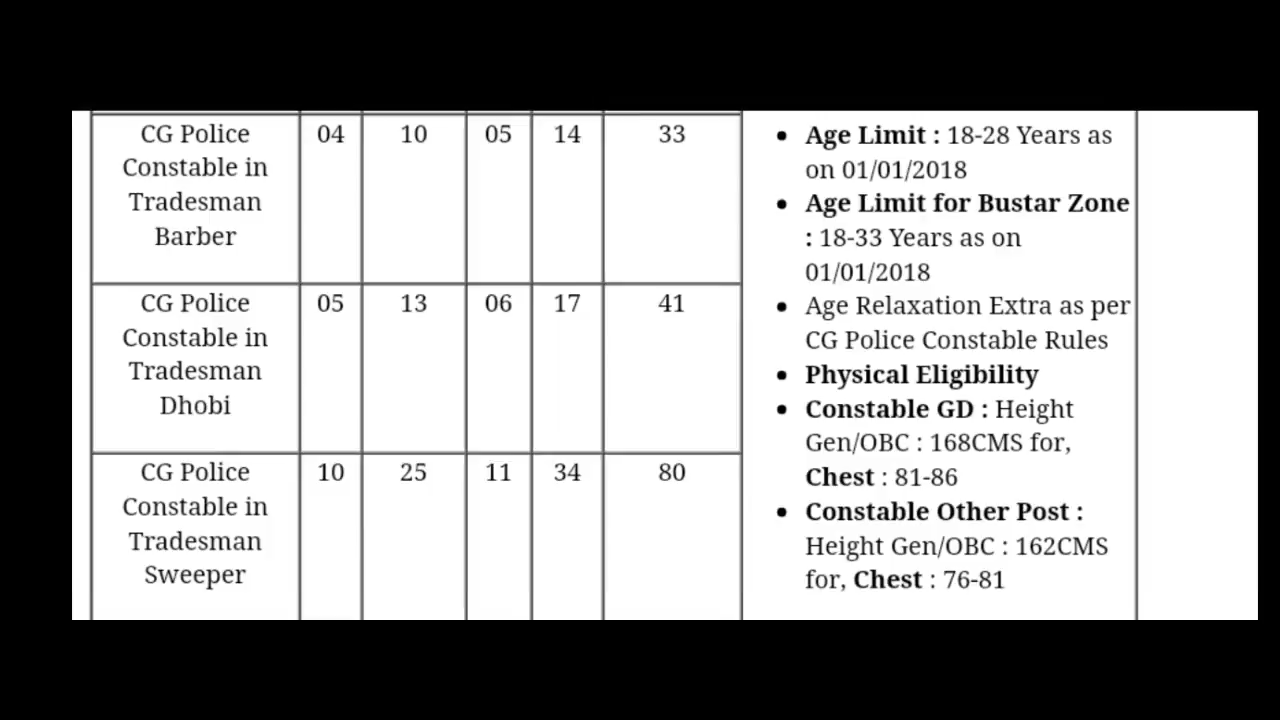 CG Police
Constable in
Tradesman
Barber
04
10
05
14
33
CG Police
Constable in
Tradesman
Dhobi
05
13
06
17
41
CG Police
Constable in
Tradesman
Sweeper
10
25
11
34
80
• Age Limit : 18-28 Years as
on 01/01/2018
• Age Limit for Bustar Zone
: 18-33 Years as on
01/01/2018
• Age Relaxation Extra as per
CG Police Constable Rules
• Physical Eligibility
• Constable GD : Height
Gen/OBC : 168CMS for,
Chest : 81-86
• Constable Other Post :
Height Gen/OBC : 162CMS
for, Chest : 76-81